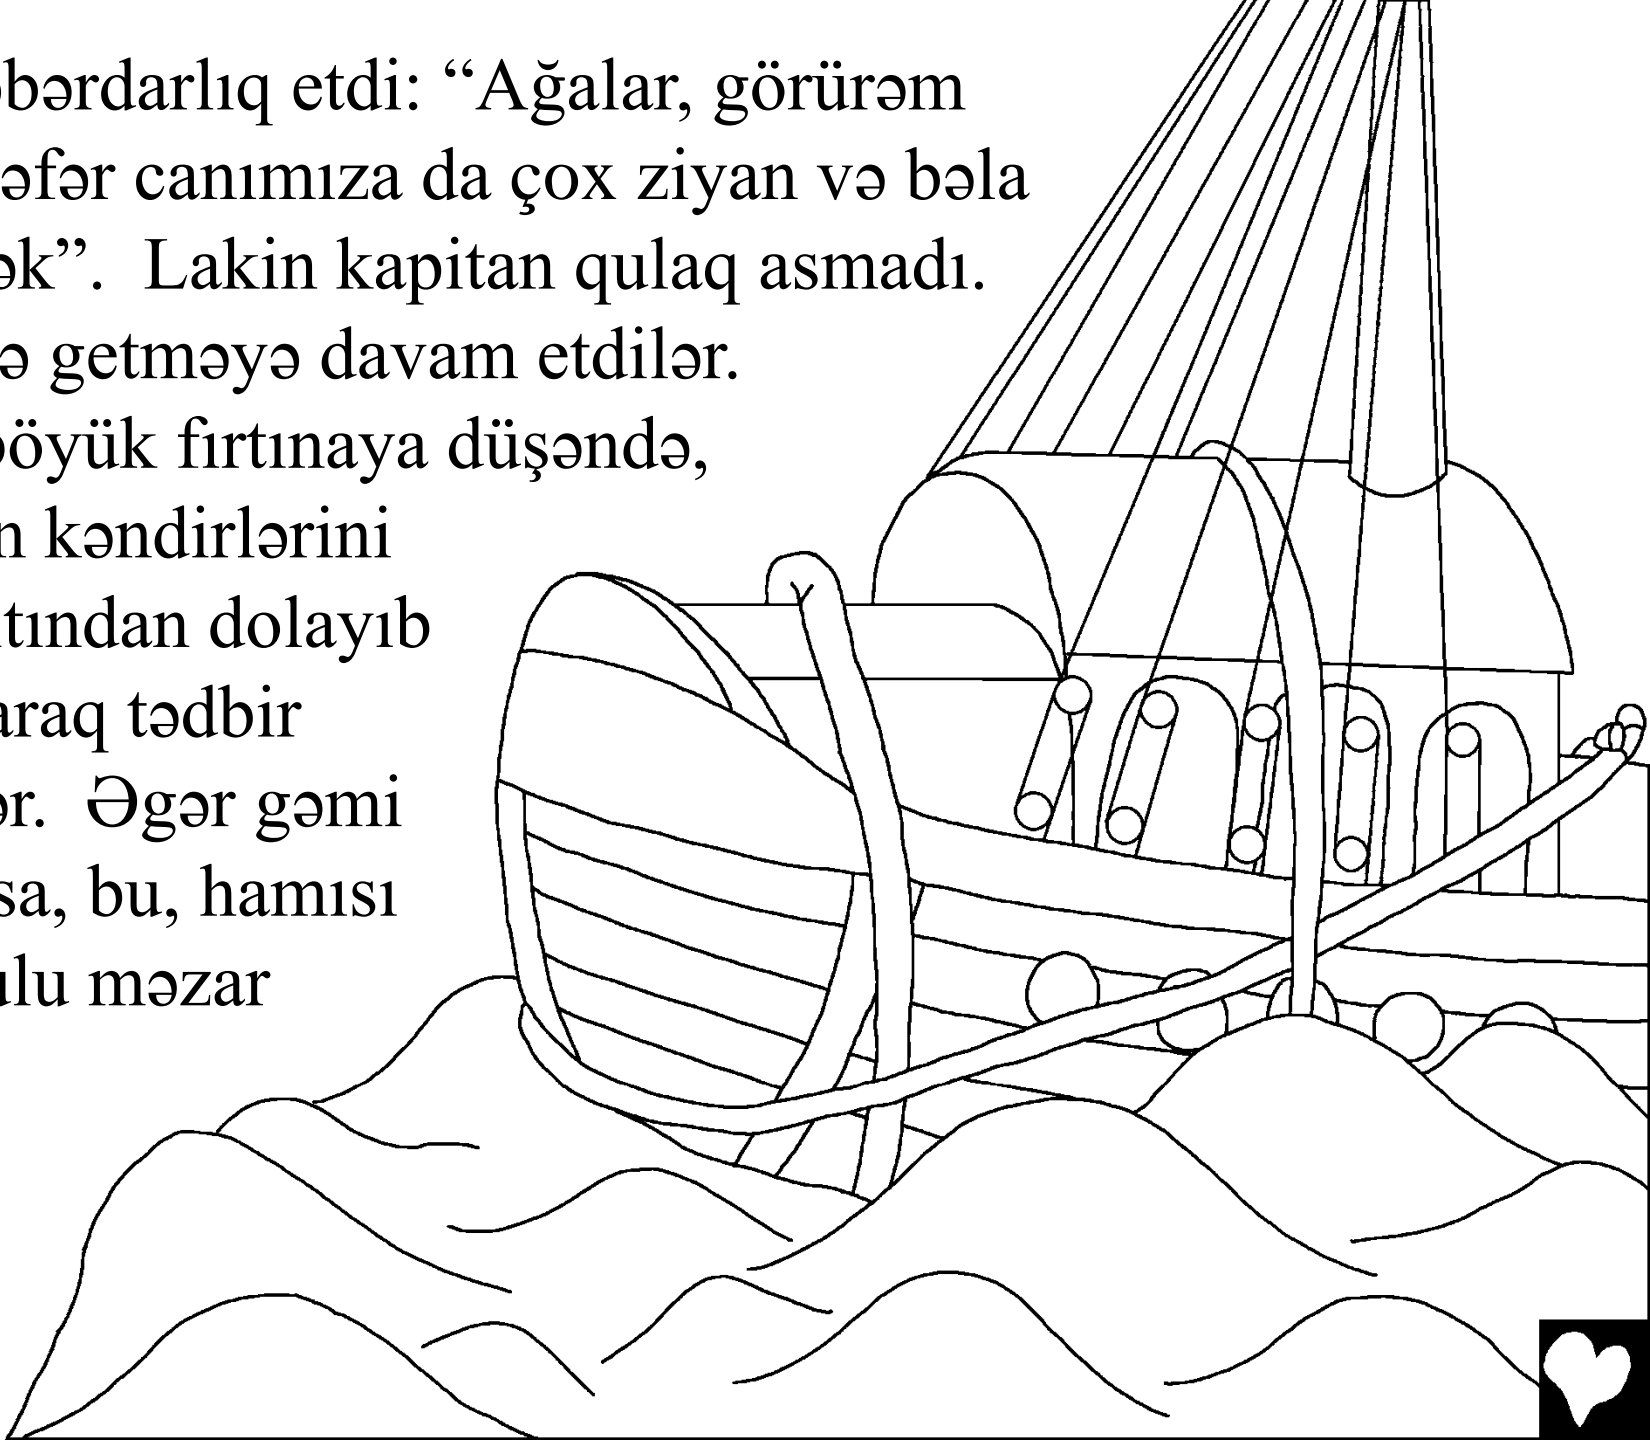 bərdarlıq etdi: “Ağalar, görürəm
əfər canımıza da çox ziyan və bəla
ək”. Lakin kapitan qulaq asmadı.
ə getməyə davam etdilər.
böyük fırtınaya düşəndə,
n kəndirlərini
tından dolayıb
araq tədbir
ər. Əgər gəmi
sa, bu, hamısı
ulu məzar